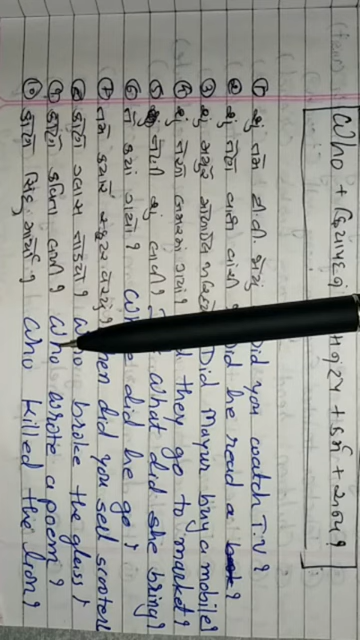 Who + ક્રિયાપદનું ભૂતકાળ + કર્મ + અન્ય ?
① શું તમે ટી.વી. જોયું Did you watch T.V?
② શું તેણે વાર્તા વાંચી ? Did he read a book?
③ શું મયુરે મોબાઈલ ખરીદ્યો Did Mayur buy a mobile?
④ શું તેઓ બજારમાં ગયાં ? Did they go to market?
⑤ તેણી શું લાવી ? What did she bring?
⑥ તે ક્યાં ગયો ? Where did he go?
⑦ તમે ક્યારે સ્કૂટર વેચ્યું ? When did you sell scooter
⑧ કોણે ગ્લાસ તોડ્યો ? Who broke the glass?
⑨ કોણે કવિતા લખી ? Who wrote a poem?
⑩ કોણે સિંહ માર્યો ? Who killed the lion?